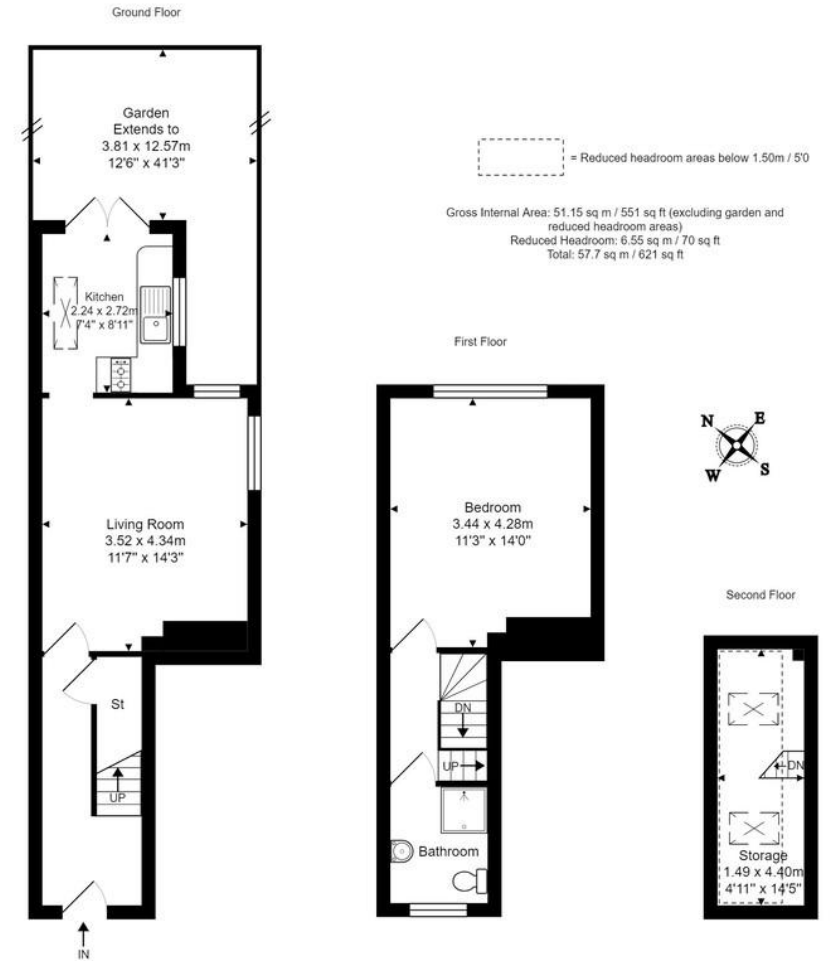 Ground Floor
Garden
Extends to
3.81 x 12.57m
12'6" x 41'3"
= Reduced headroom areas below 1.50m / 5'0
Gross Internal Area: 51.15 sq m / 551 sq ft (excluding garden and
reduced headroom areas)
Reduced Headroom: 6.55 sq m / 70 sq ft
Total: 57.7 sq m / 621 sq ft
Kitchen
2.24 x 2.72m
7'4" x 8'11"
Living Room
3.52 x 4.34m
11'7" x 14'3"
St
UP
IN
First Floor
Bedroom
3.44 x 4.28m
11'3" x 14'0"
DN
UP
Bathroom
N
E
W
S
Second Floor
DN
Storage
1.49 x 4.40m
4'11" x 14'5"